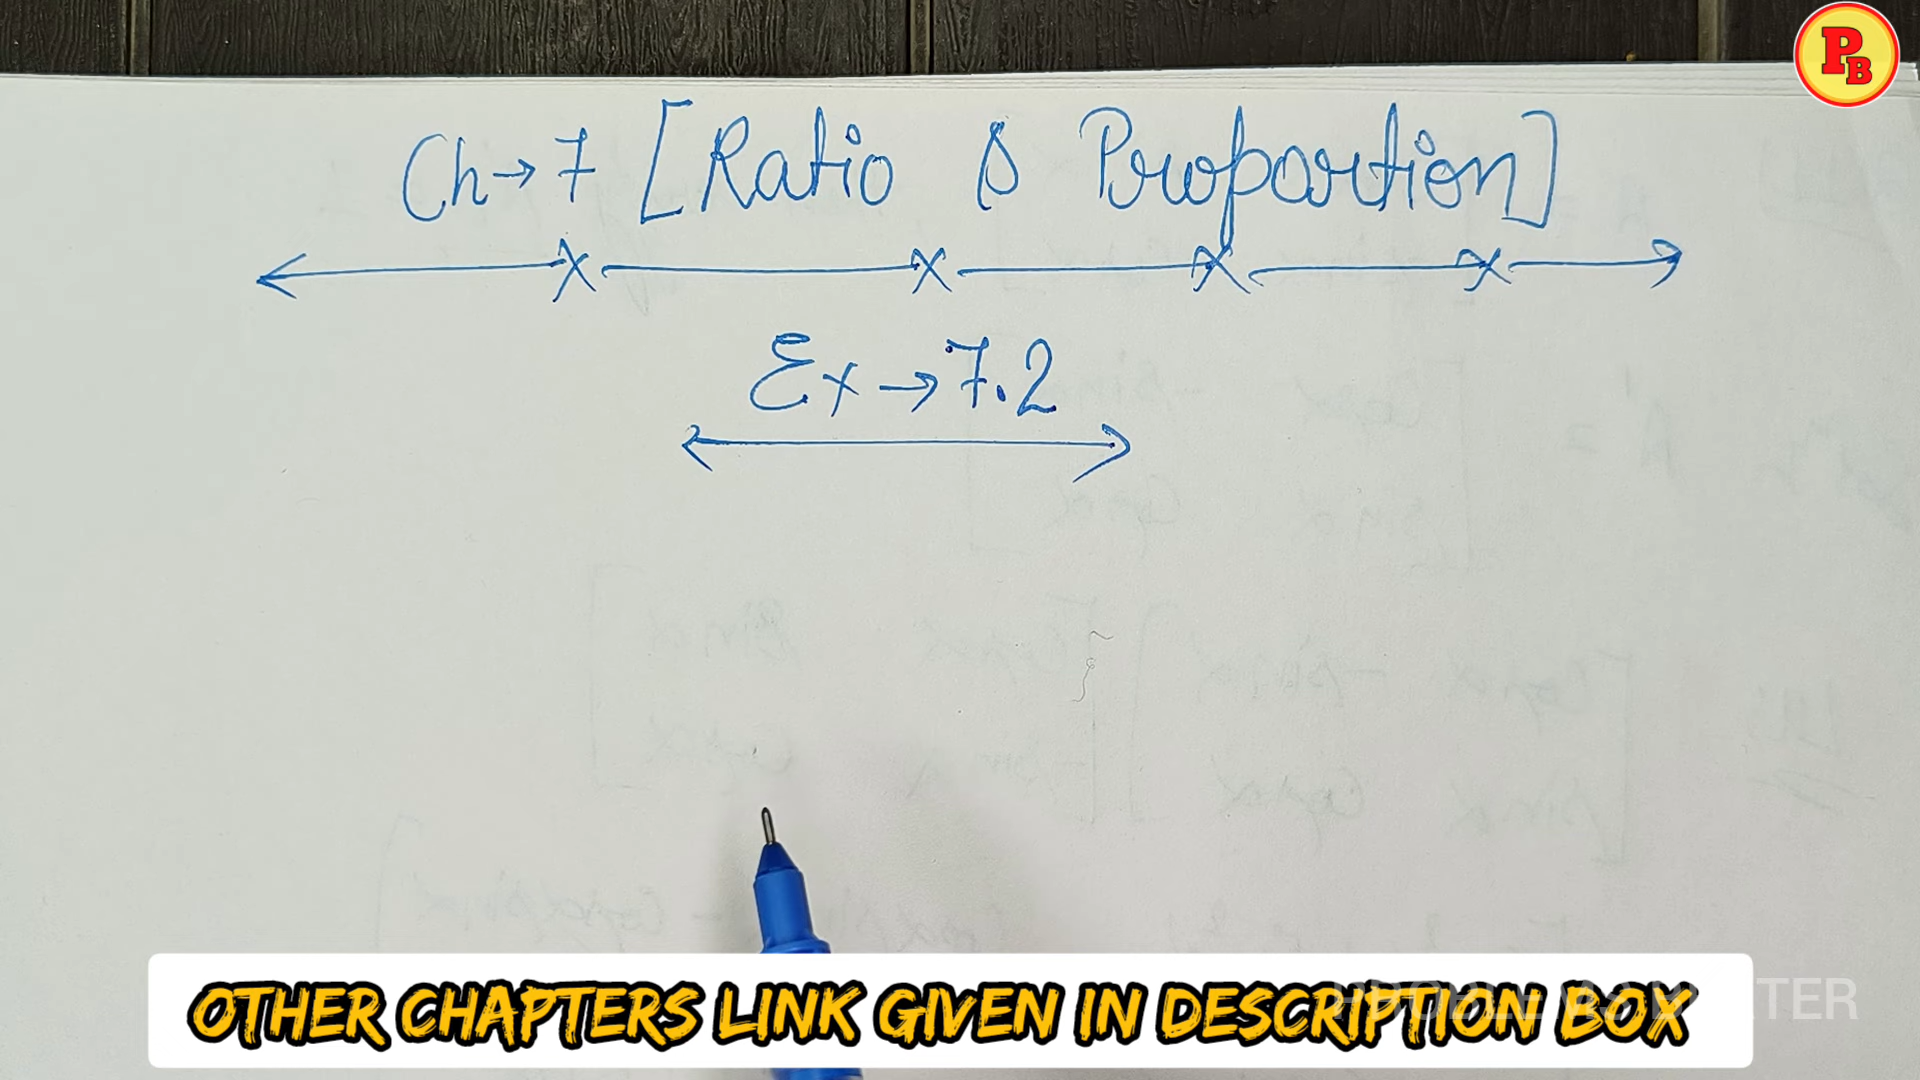 PB
Ch→7 [Ratio & Proportion]
Ex→7.2
OTHER CHAPTERS LINK GIVEN IN DESCRIPTION BOX